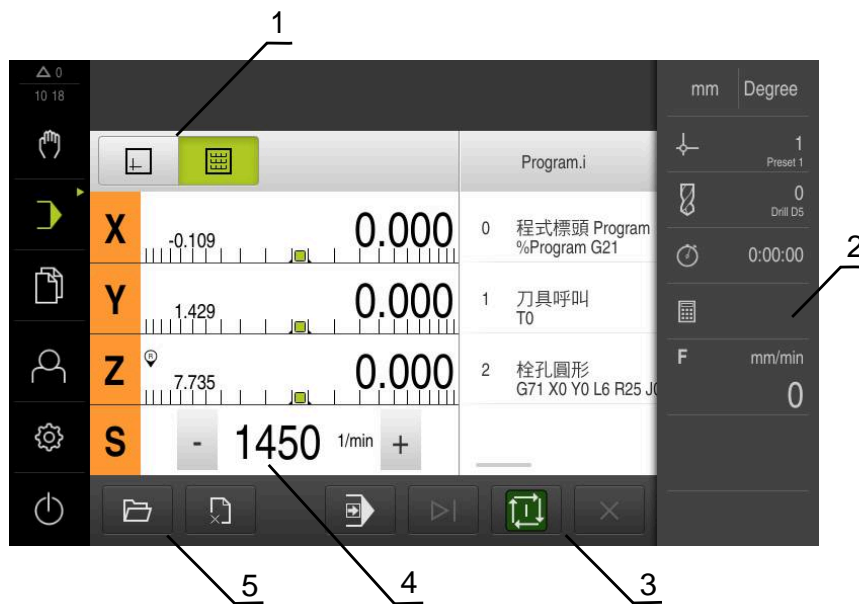 1
0
10 18
mm Degree
Program.i
1
Preset 1
X -0.109 0.000
0 程式標頭 Program
%Program G21
0
Drill D5
0:00:00
2
Y 1.429 0.000
1 刀具呼叫
T0
Z R 7.735 0.000
2 栓孔圓形
G71 X0 Y0 L6 R25 J0
F mm/min
0
S - 1450 1/min +
5
4
3